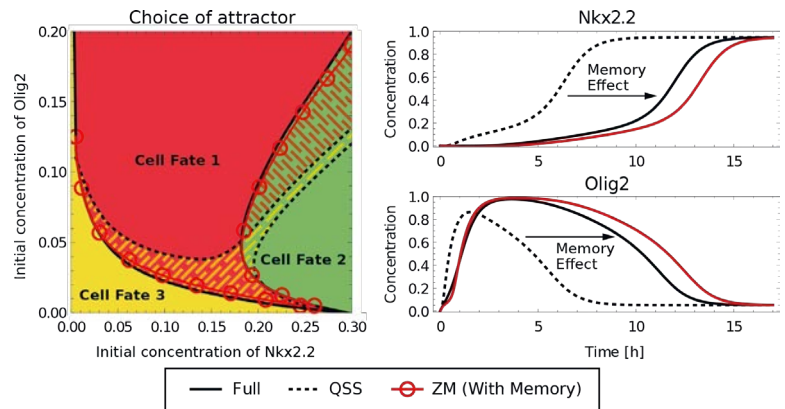 Choice of attractor
Initial concentration of Olig2
0.20
0.15
0.10
0.05
0.00
Cell Fate 1
Cell Fate 2
Cell Fate 3
0.00 0.05 0.10 0.15 0.20 0.25 0.30
Initial concentration of Nkx2.2
Nkx2.2
Concentration
1.0
0.8
0.6
0.4
0.2
0.0
Memory
Effect
0 5 10 15
Olig2
Concentration
1.0
0.8
0.6
0.4
0.2
0.0
Memory
Effect
0 5 10 15
Time [h]
Full QSS ZM (With Memory)